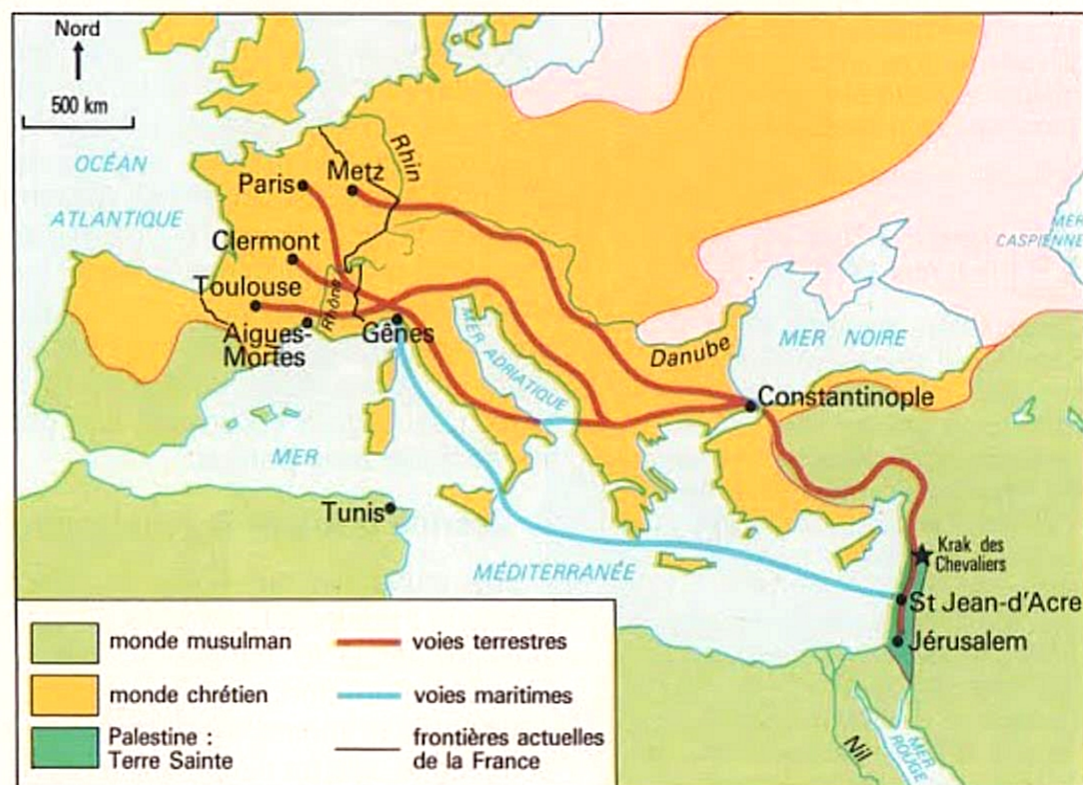 Nord
500 km
OCÉAN
ATLANTIQUE
Rhin
Metz
Paris
Clermont
Toulouse
Rhône
Aigues-
Mortes
Gênes
MER ADRIATIQUE
Danube
MER NOIRE
MER
CASPIENNE
Constantinople
MER
Tunis
MÉDITERRANÉE
Krak des
Chevaliers
St Jean-d'Acre
Jérusalem
Nil
MER
ROUGE
monde musulman
monde chrétien
Palestine :
Terre Sainte
voies terrestres
voies maritimes
frontières actuelles
de la France